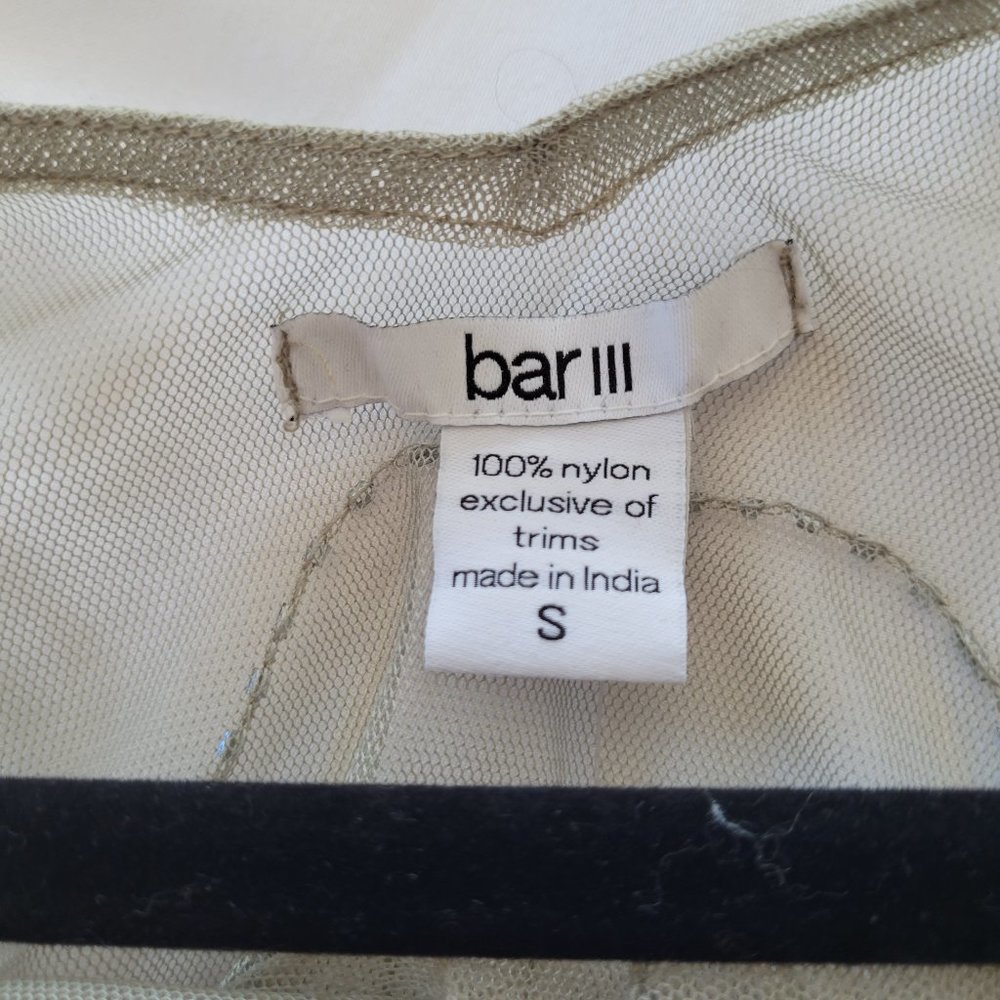 bar III
100% nylon
exclusive of
trims
made in India
S